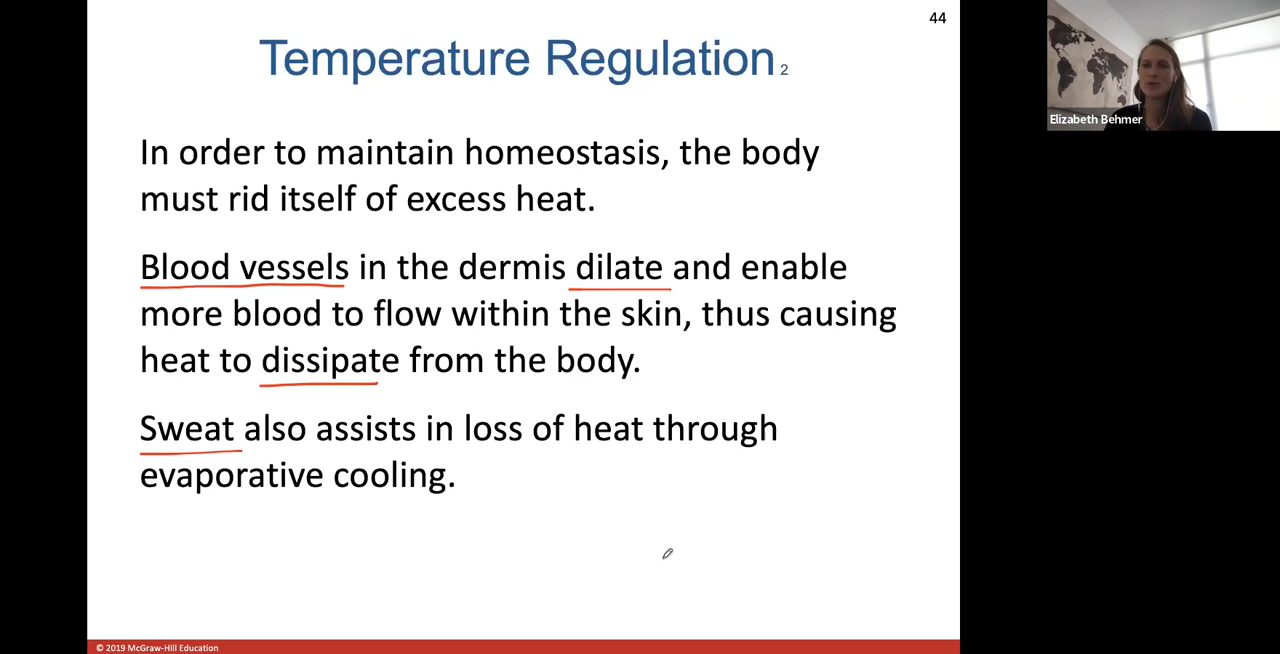 44
Temperature Regulation 2
In order to maintain homeostasis, the body
must rid itself of excess heat.
Blood vessels in the dermis dilate and enable
more blood to flow within the skin, thus causing
heat to dissipate from the body.
Sweat also assists in loss of heat through
evaporative cooling.
© 2019 McGraw-Hill Education
Elizabeth Behmer